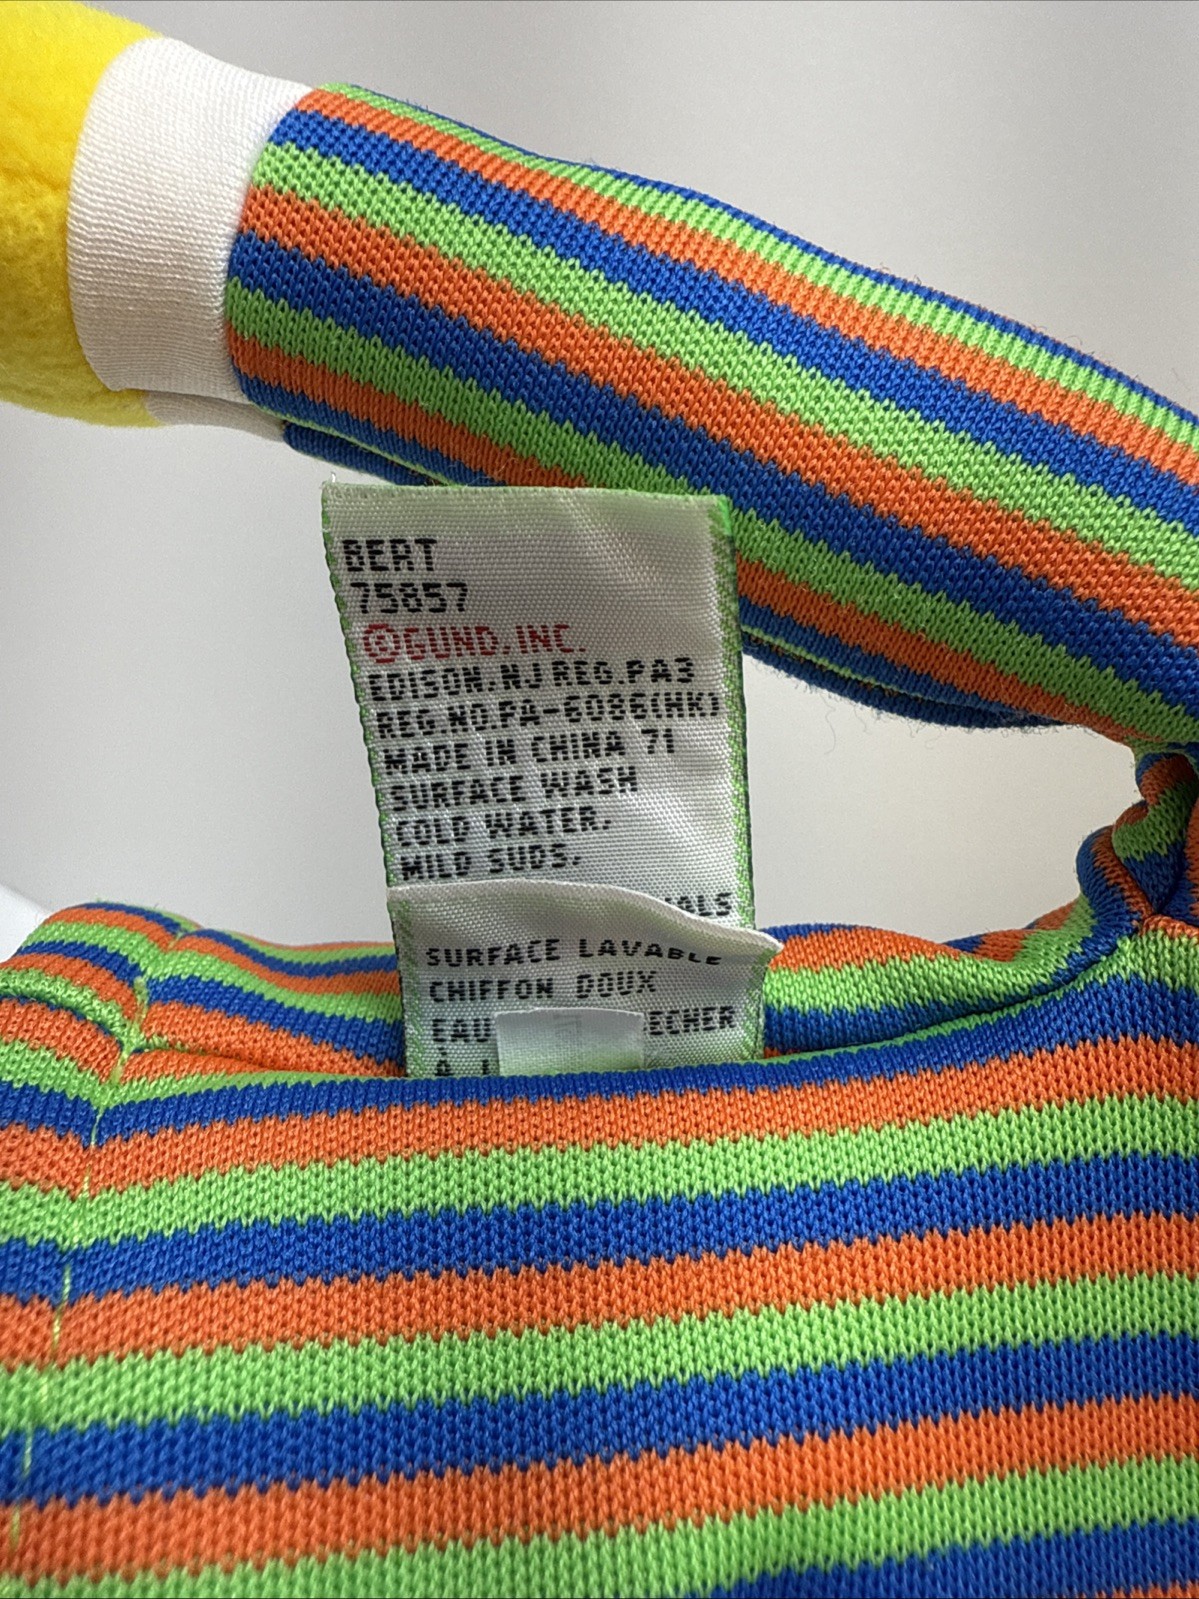 BERT
75857
©GUND, INC.
EDISON, NJ REG. PA3
REG. NO. PA-6086(HK)
MADE IN CHINA 71
SURFACE WASH
COLD WATER,
MILD SUDS.
SURFACE LAVABLE
CHIFFON DOUX
EAU